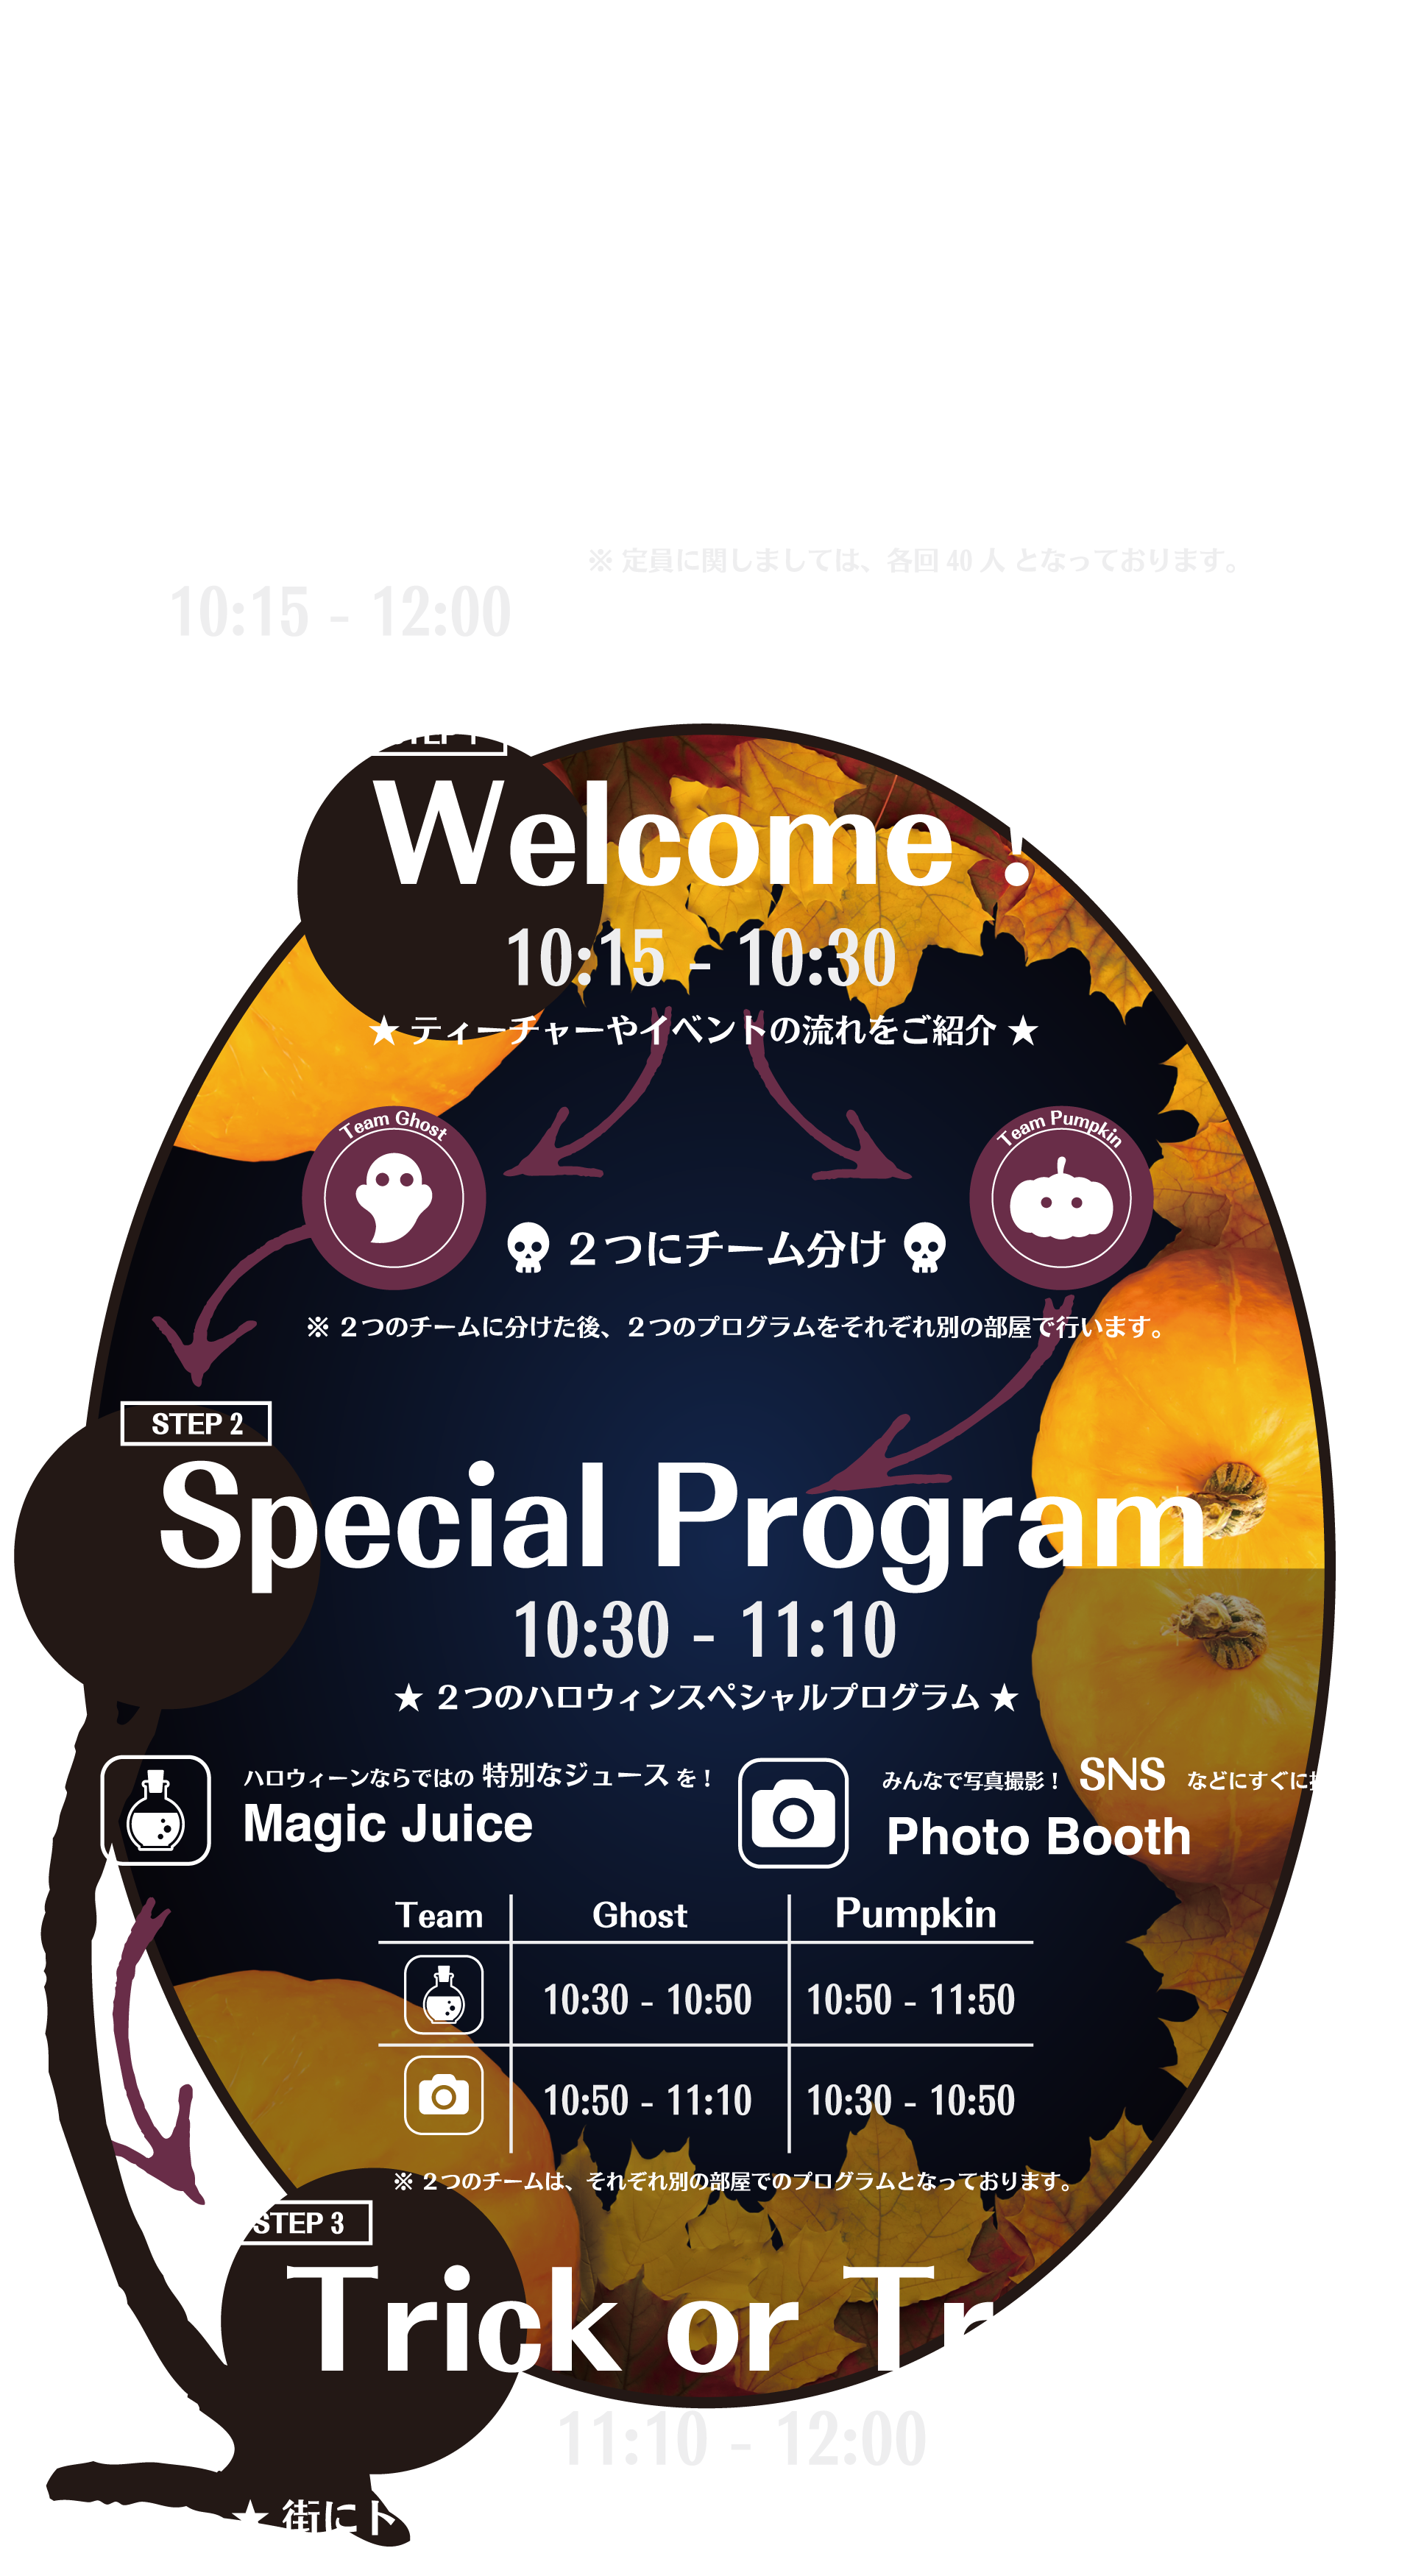 ※ 定員に関しましては、各回 40 人 となっております。
10:15 - 12:00
Welcome !
10:15 - 10:30
★ ティーチャーやイベントの流れをご紹介 ★
Team Ghost
Team Pumpkin
２つにチーム分け
※ ２つのチームに分けた後、２つのプログラムをそれぞれ別の部屋で行います。
STEP 2
Special Program
10:30 - 11:10
★ ２つのハロウィンスペシャルプログラム ★
ハロウィーンならではの 特別なジュース を！
Magic Juice
みんなで写真撮影！ SNS などにすぐに
Photo Booth
Team Ghost Pumpkin
10:30 - 10:50 10:50 - 11:50
10:50 - 11:10 10:30 - 10:50
※ ２つのチームは、それぞれ別の部屋でのプログラムとなっております。
STEP 3
Trick or Tr
11:10 - 12:00
★ 街にト